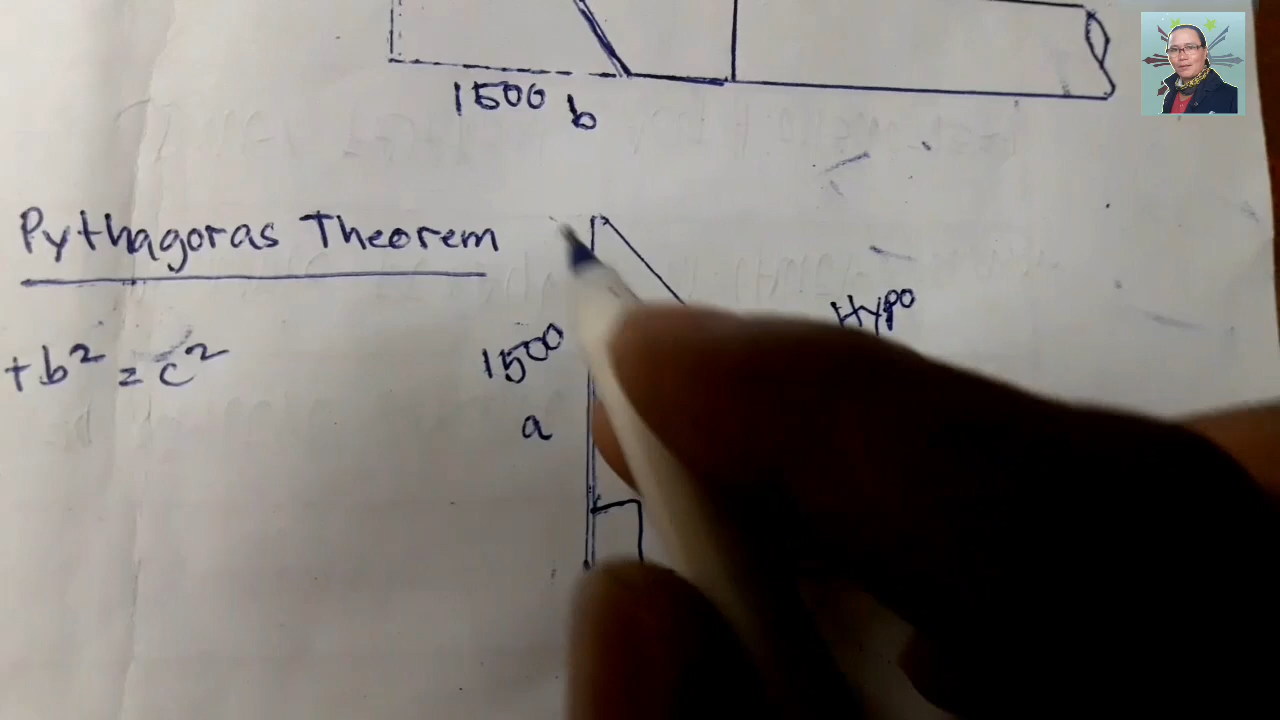 1500 b
Pythagoras Theorem
Hypo
+ b² = c²
1500
a